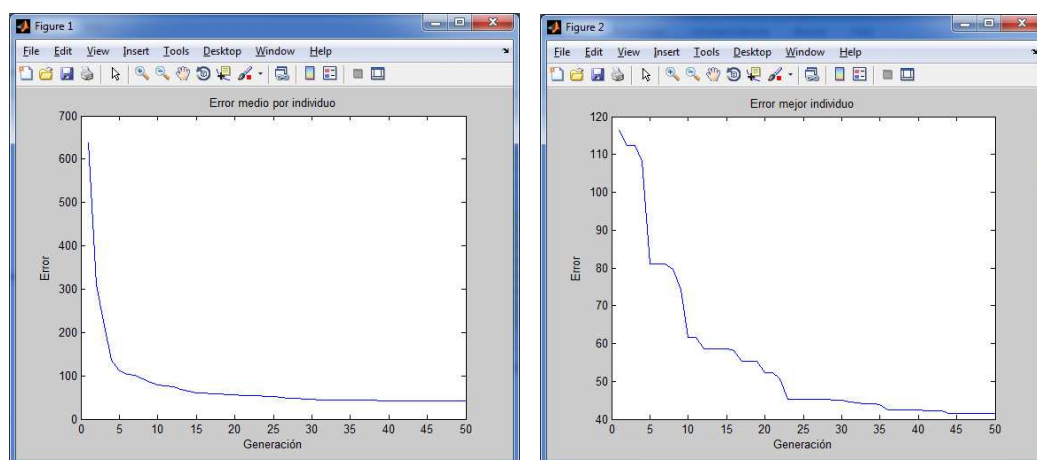 Figure 1
File Edit View Insert Tools Desktop Window Help
Error medio por individuo
700
600
500
400
300
200
100
0
Error
0 5 10 15 20 25 30 35 40 45 50
Generación
Figure 2
File Edit View Insert Tools Desktop Window Help
Error mejor individuo
120
110
100
90
80
70
60
50
40
Error
0 5 10 15 20 25 30 35 40 45 50
Generación